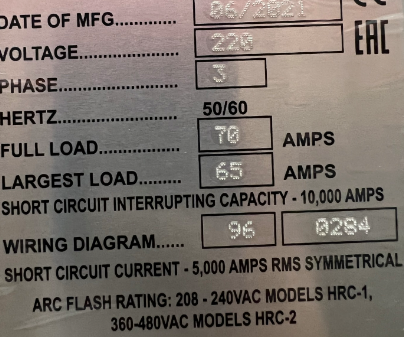 DATE OF MFG............ 06/2021
VOLTAGE................ 220 EAC
PHASE.................... 3
HERTZ.................... 50/60
FULL LOAD............... 70 AMPS
LARGEST LOAD......... 65 AMPS
SHORT CIRCUIT INTERRUPTING CAPACITY - 10,000 AMPS
WIRING DIAGRAM...... 96 0284
SHORT CIRCUIT CURRENT - 5,000 AMPS RMS SYMMETRICAL
ARC FLASH RATING: 208 - 240VAC MODELS HRC-1,
360-480VAC MODELS HRC-2